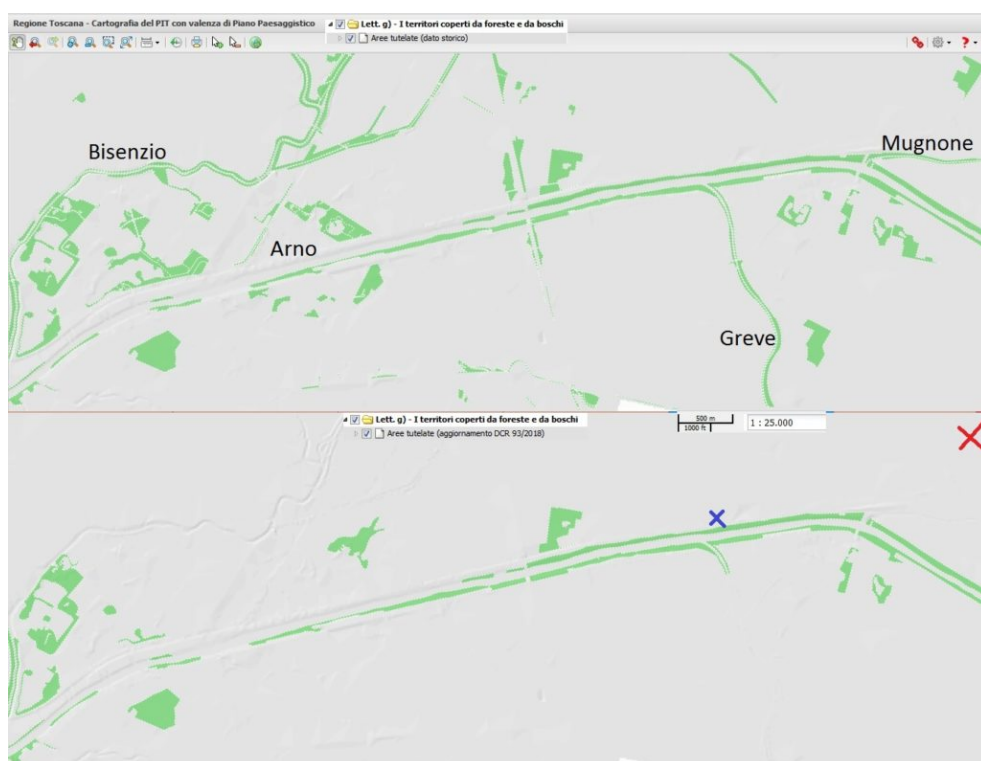 Regione Toscana - Cartografia del PIT con valenza di Piano Paesaggistico
Lett. g) - I territori coperti da foreste e da boschi
Aree tutelate (dato storico)
Bisenzio
Mugnone
Arno
Greve
Lett. g) - I territori coperti da foreste e da boschi
Aree tutelate (aggiornamento DCR 93/2018)
500 m
1000 ft
1 : 25.000